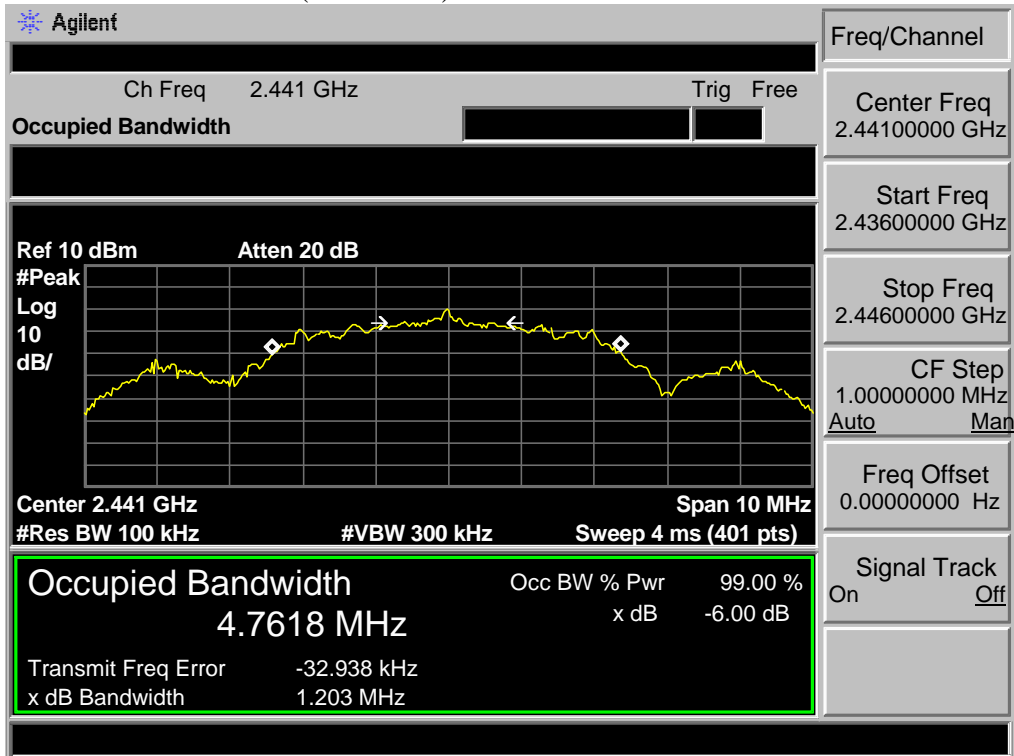 Agilent
Freq/Channel
Ch Freq 2.441 GHz Trig Free
Occupied Bandwidth
Center Freq
2.44100000 GHz
Start Freq
2.43600000 GHz
Ref 10 dBm Atten 20 dB
#Peak
Log
10
dB/
Stop Freq
2.44600000 GHz
CF Step
1.00000000 MHz
Auto Man
Freq Offset
0.00000000 Hz
Center 2.441 GHz Span 10 MHz
#Res BW 100 kHz #VBW 300 kHz Sweep 4 ms (401 pts)
Occupied Bandwidth Occ BW % Pwr 99.00 %
4.7618 MHz x dB -6.00 dB
Signal Track
On Off
Transmit Freq Error -32.938 kHz
x dB Bandwidth 1.203 MHz